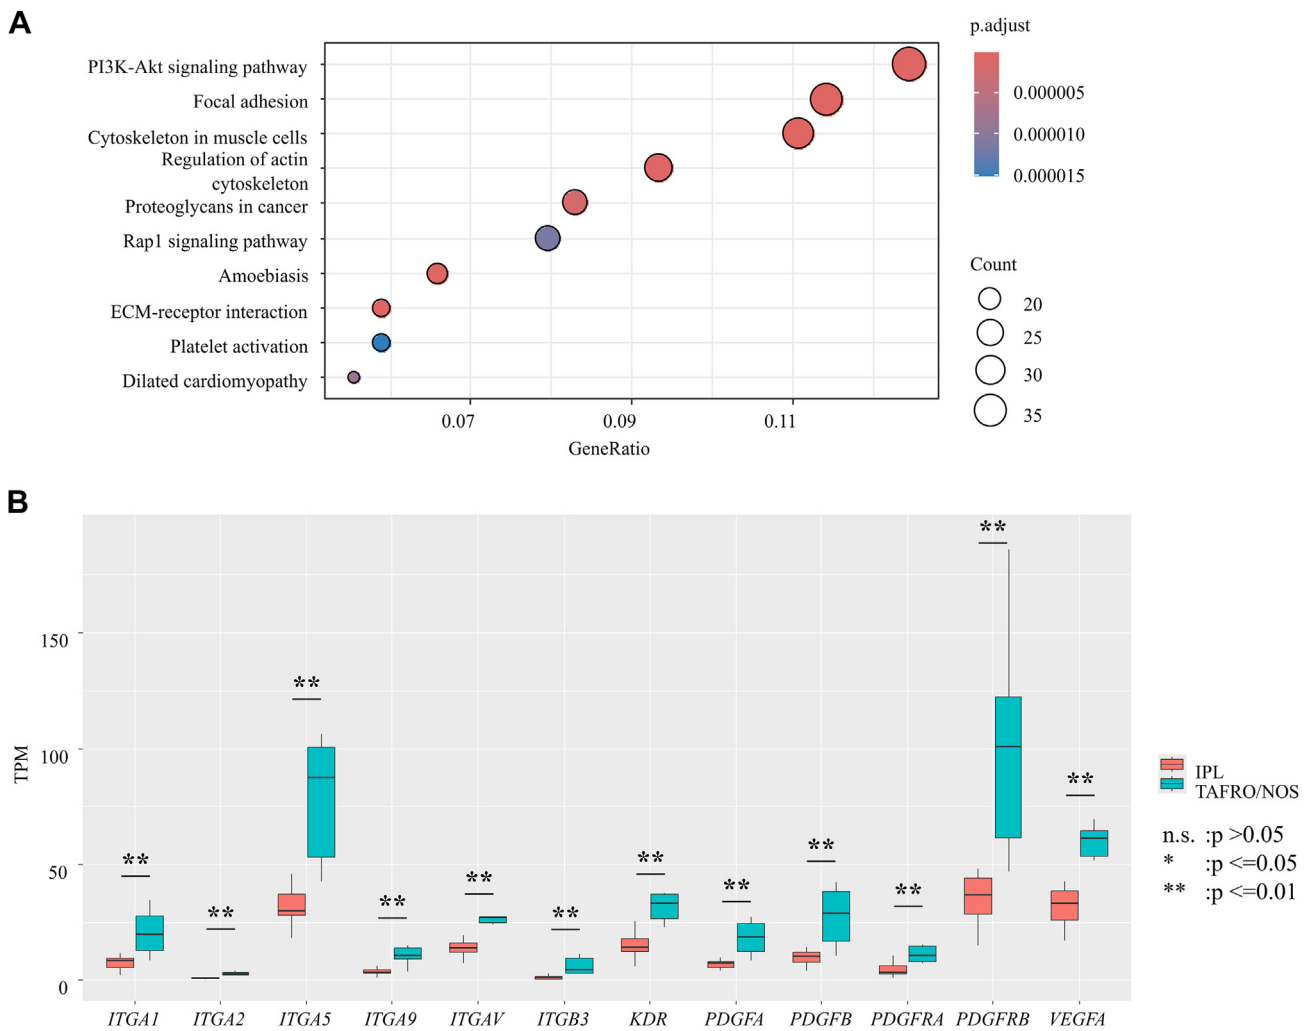 A
PI3K-Akt signaling pathway
Focal adhesion
Cytoskeleton in muscle cells
Regulation of actin
cytoskeleton
Proteoglycans in cancer
Rap1 signaling pathway
Amoebiasis
ECM-receptor interaction
Platelet activation
Dilated cardiomyopathy
0.07 0.09 0.11
GeneRatio
p.adjust
0.000005
0.000010
0.000015
Count
20
25
30
35
B
TPM
150
100
50
0
** ** ** ** ** ** ** ** ** ** ** **
ITGA1 ITGA2 ITGA5 ITGA9 ITGAV ITGB3 KDR PDGFA PDGFB PDGFRA PDGFRB VEGFA
IPL
TAFRO/NOS
n.s. :p >0.05
* :p <=0.05
** :p <=0.01